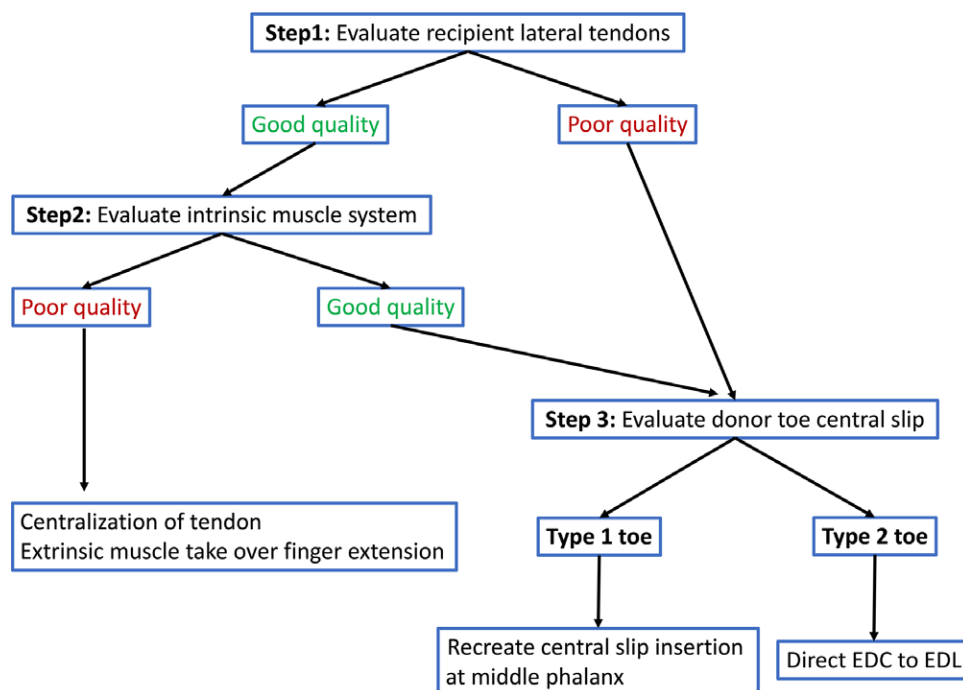 Step1: Evaluate recipient lateral tendons
Good quality
Poor quality
Step2: Evaluate intrinsic muscle system
Poor quality
Good quality
Step 3: Evaluate donor toe central slip
Centralization of tendon
Extrinsic muscle take over finger extension
Type 1 toe
Type 2 toe
Recreate central slip insertion
at middle phalanx
Direct EDC to EDL